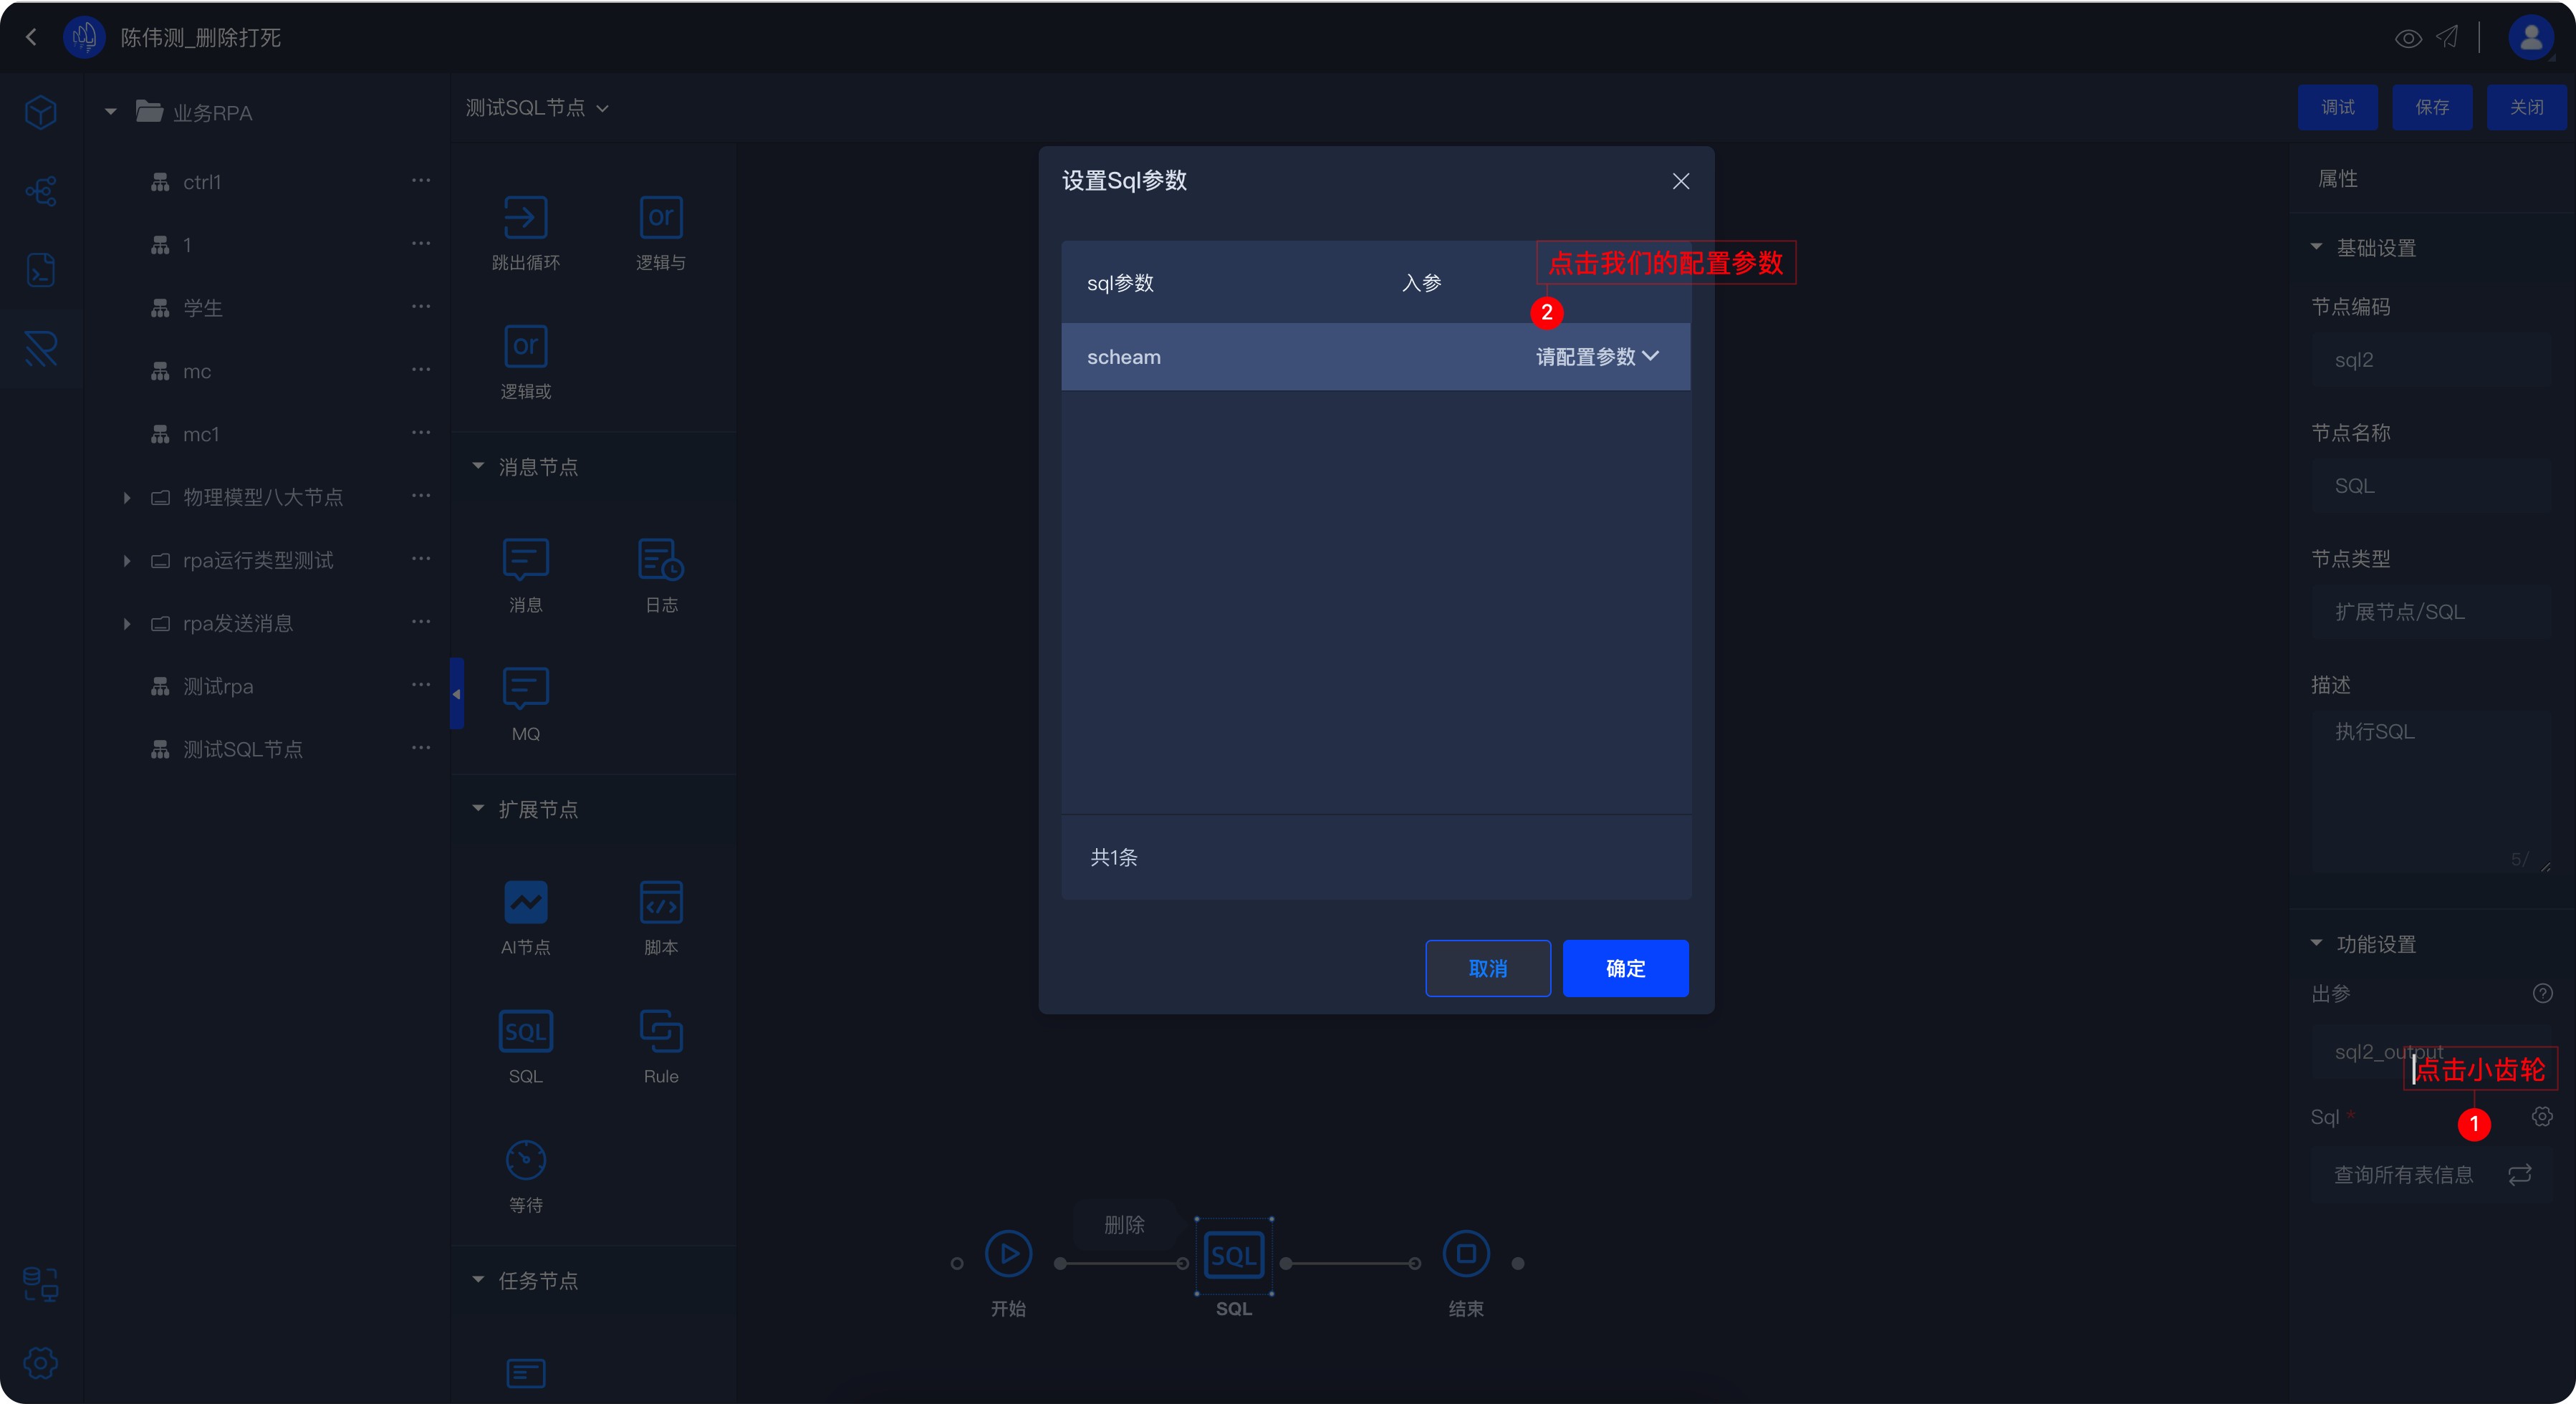 陈伟测_删除打死
业务RPA
ctrl1
1
学生
mc
mc1
物理模型八大节点
rpa运行类型测试
rpa发送消息
测试rpa
测试SQL节点
测试SQL节点
调试
保存
关闭
or
跳出循环
逻辑与
or
逻辑或
消息节点
消息
日志
MQ
扩展节点
AI节点
脚本
SQL
SQL
Rule
等待
任务节点
设置Sql参数
sql参数
入参
点击我们的配置参数
2
scheam
请配置参数
共1条
取消
确定
删除
开始
SQL
SQL
结束
属性
基础设置
节点编码
sql2
节点名称
SQL
节点类型
扩展节点/SQL
描述
执行SQL
5/
功能设置
出参
sql2_output
点击小齿轮
Sql *
1
查询所有表信息